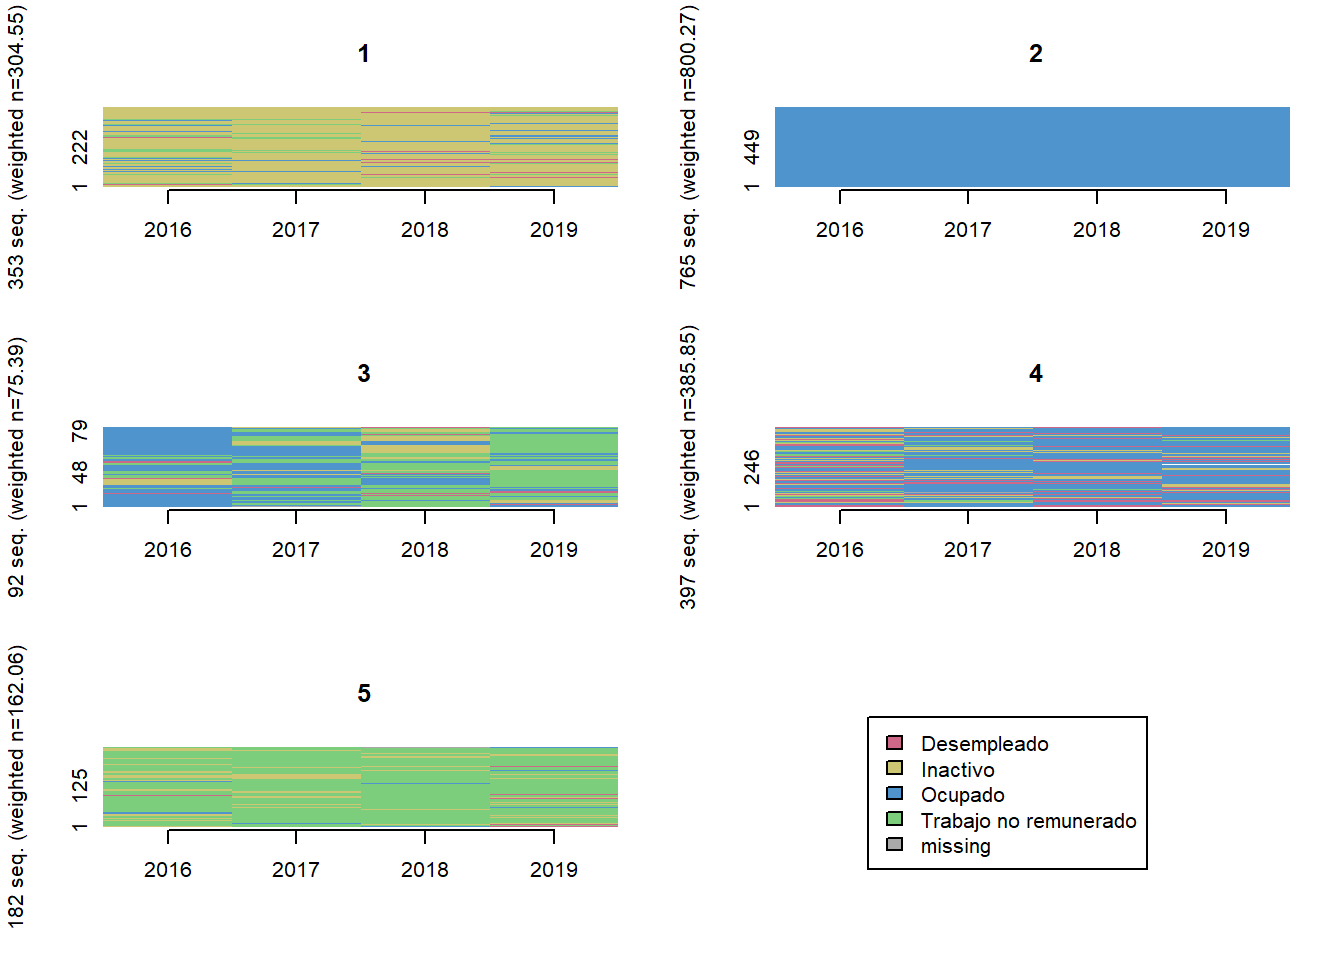 1
353 seq. (weighted n=304.55)
222
1
2016 2017 2018 2019
2
765 seq. (weighted n=800.27)
449
1
2016 2017 2018 2019
3
92 seq. (weighted n=75.39)
79
48
1
2016 2017 2018 2019
4
397 seq. (weighted n=385.85)
246
1
2016 2017 2018 2019
5
182 seq. (weighted n=162.06)
125
1
2016 2017 2018 2019
Desempleado
Inactivo
Ocupado
Trabajo no remunerado
missing